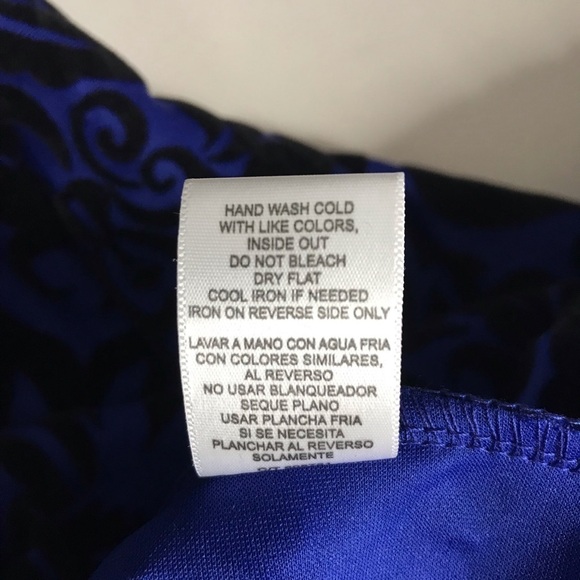 HAND WASH COLD
WITH LIKE COLORS,
INSIDE OUT
DO NOT BLEACH
DRY FLAT
COOL IRON IF NEEDED
IRON ON REVERSE SIDE ONLY
LAVAR A MANO CON AGUA FRIA
CON COLORES SIMILARES,
AL REVERSO
NO USAR BLANQUEADOR
SEQUE PLANO
USAR PLANCHA FRIA
SI SE NECESITA
PLANCHAR AL REVERSO
SOLAMENTE